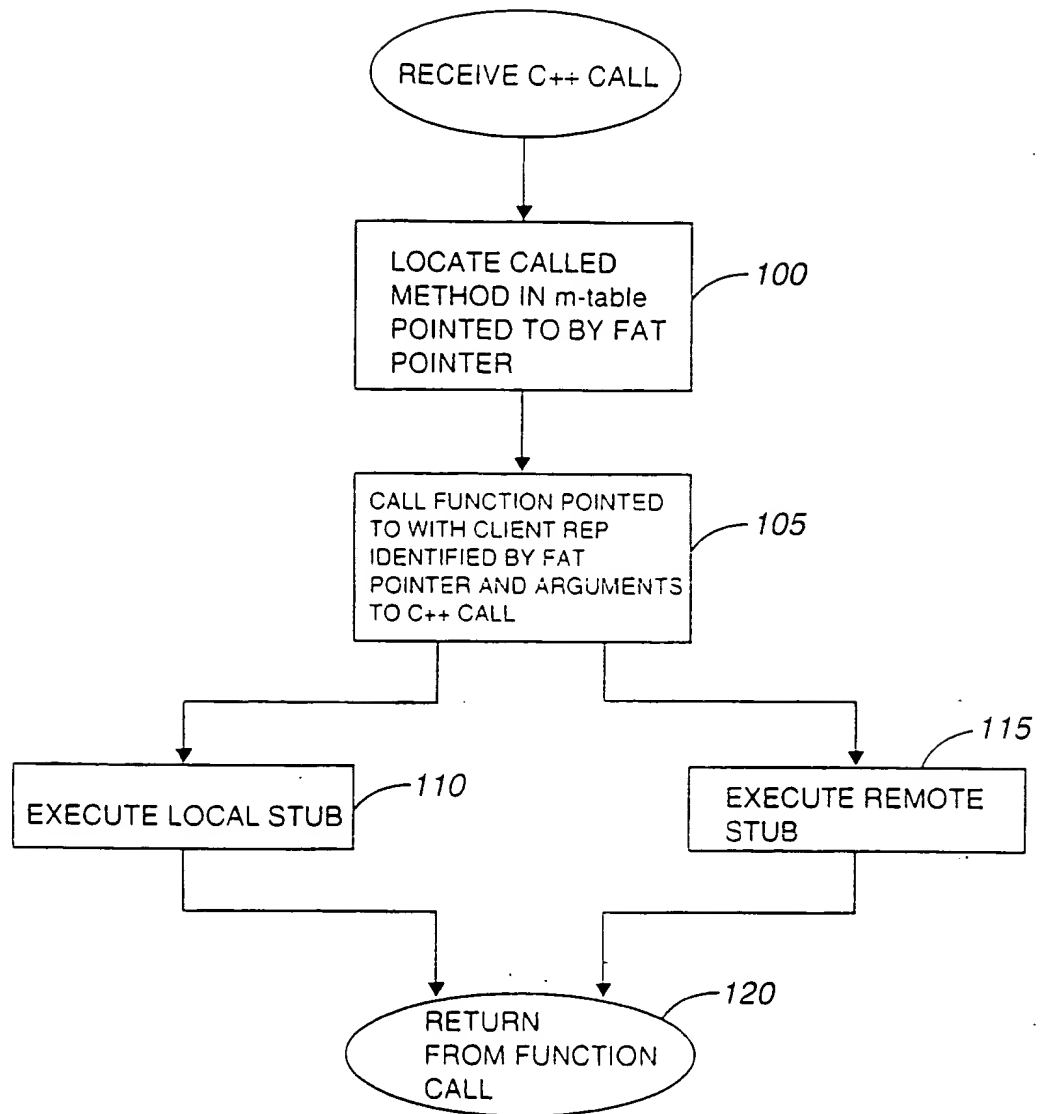 RECEIVE C++ CALL
LOCATE CALLED
METHOD IN m-table
POINTED TO BY FAT
POINTER
100
CALL FUNCTION POINTED
TO WITH CLIENT REP
IDENTIFIED BY FAT
POINTER AND ARGUMENTS
TO C++ CALL
105
EXECUTE LOCAL STUB
110
EXECUTE REMOTE
STUB
115
RETURN
FROM FUNCTION
CALL
120